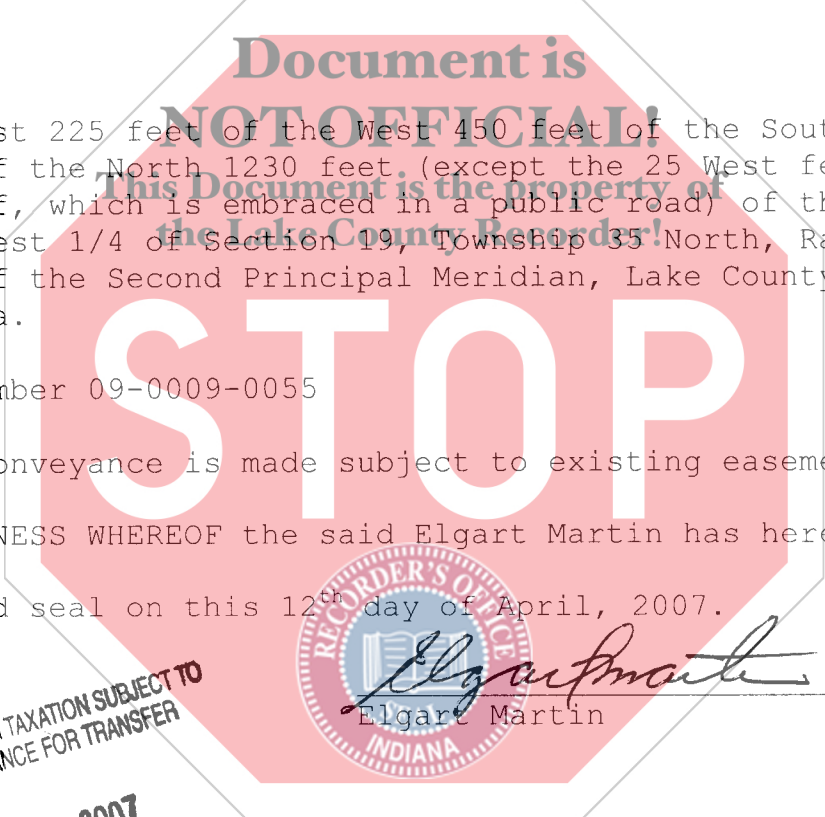 Document is
NOT OFFICIAL!
This Document is the property of
the Lake County Recorder!
st 225 feet of the West 450 feet of the Sout
f the North 1230 feet (except the 25 West fe
f, which is embraced in a public road) of th
est 1/4 of Section 19, Township 35 North, Ra
f the Second Principal Meridian, Lake County
a.
STOP
mber 09-0009-0055
onveyance is made subject to existing easeme
NESS WHEREOF the said Elgart Martin has here
d seal on this 12th day of April, 2007.
Elgart Martin
Elgart Martin
RECORDER'S OFFICE
SEAL
INDIANA
TAXATION SUBJECT TO
NCE FOR TRANSFER
2007